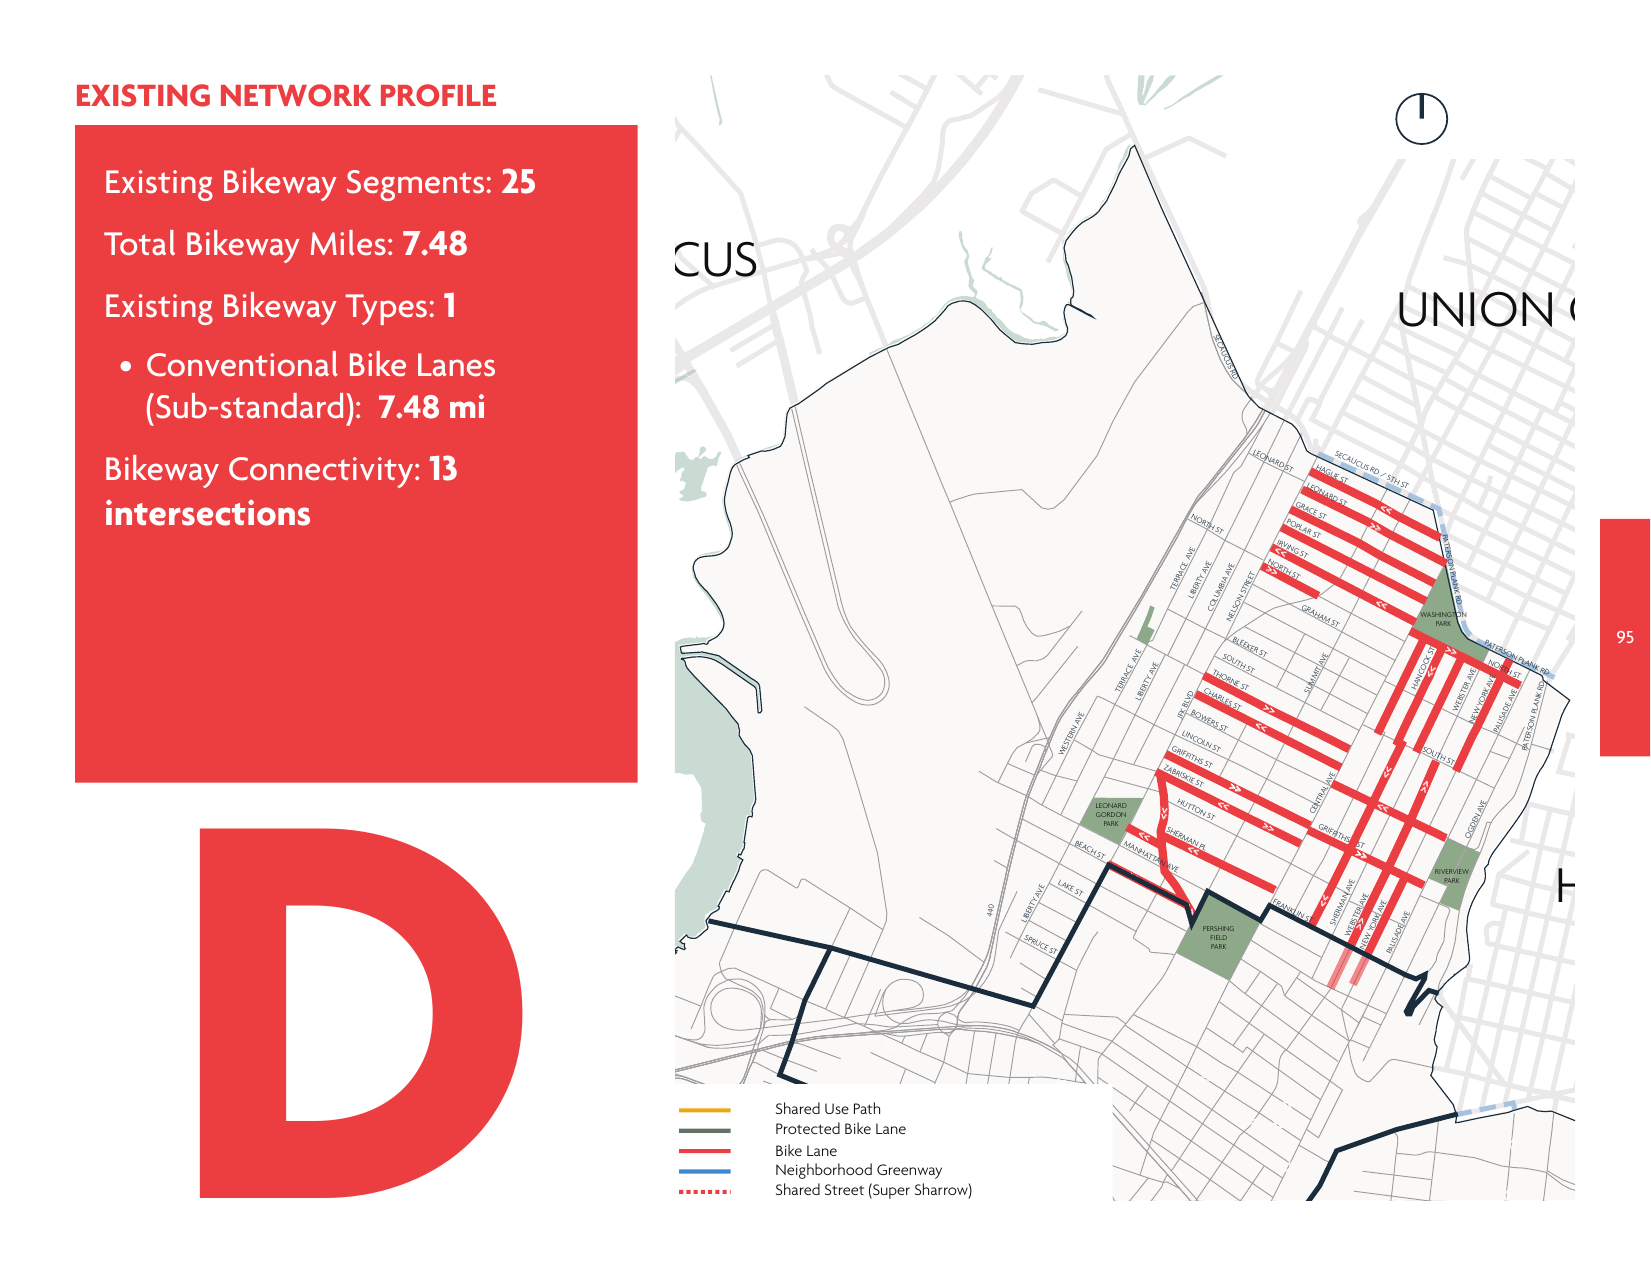 EXISTING NETWORK PROFILE
Existing Bikeway Segments: 25
Total Bikeway Miles: 7.48
Existing Bikeway Types: 1
• Conventional Bike Lanes
(Sub-standard): 7.48 mi
Bikeway Connectivity: 13
intersections
D
CUS
UNION C
H
95
SECAUCUS RD
SECAUCUS RD / 5TH ST
LEONARD ST
HAGUE ST
LEONARD ST
GRACE ST
POPLAR ST
IRVING ST
NORTH ST
NORTH ST
PATERSON PLANK RD
TERRACE AVE
LIBERTY AVE
COLUMBIA AVE
NELSON STREET
GRAHAM ST
WASHINGTON
PARK
PATERSON PLANK RD
NORTH ST
BLEEKER ST
SOUTH ST
THORNE ST
CHARLES ST
BOWERS ST
LINCOLN ST
GRIFFITHS ST
ZABRISKIE ST
HUTTON ST
SHERMAN PL
MANHATTAN AVE
BEACH ST
LAKE ST
SPRUCE ST
LIBERTY AVE
TERRACE AVE
LIBERTY AVE
WESTERN AVE
JFK BLVD
SUMMIT AVE
CENTRAL AVE
HANCOCK ST
WEBSTER AVE
NEW YORK AVE
PALISADE AVE
PATERSON PLANK RD
SOUTH ST
OGDEN AVE
GRIFFITHS ST
LEONARD
GORDON
PARK
RIVERVIEW
PARK
PERSHING
FIELD
PARK
FRANKLIN ST
SHERMAN AVE
WEBSTER AVE
NEW YORK AVE
PALISADE AVE
440
Shared Use Path
Protected Bike Lane
Bike Lane
Neighborhood Greenway
Shared Street (Super Sharrow)